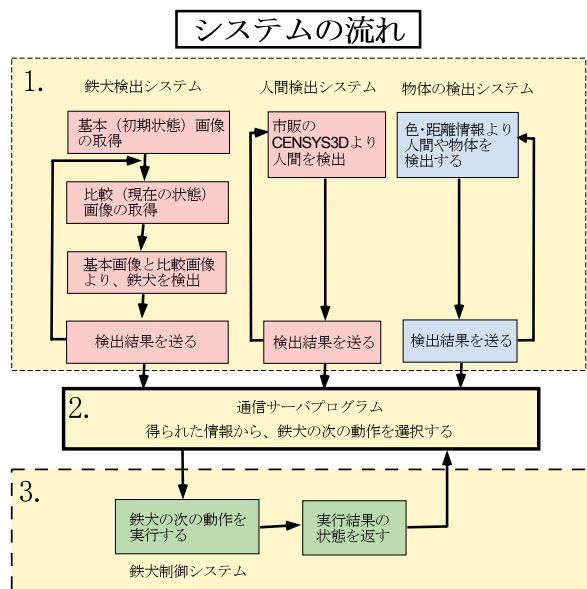 システムの流れ
1.
鉄犬検出システム
基本（初期状態）画像
の取得
比較（現在の状態）
画像の取得
基本画像と比較画像
より、鉄犬を検出
検出結果を送る
人間検出システム
市販の
CENSYS3Dより
人間を検出
検出結果を送る
物体の検出システム
色・距離情報より
人間や物体を
検出する
検出結果を送る
2.
通信サーバプログラム
得られた情報から、鉄犬の次の動作を選択する
3.
鉄犬の次の動作を
実行する
実行結果の
状態を返す
鉄犬制御システム